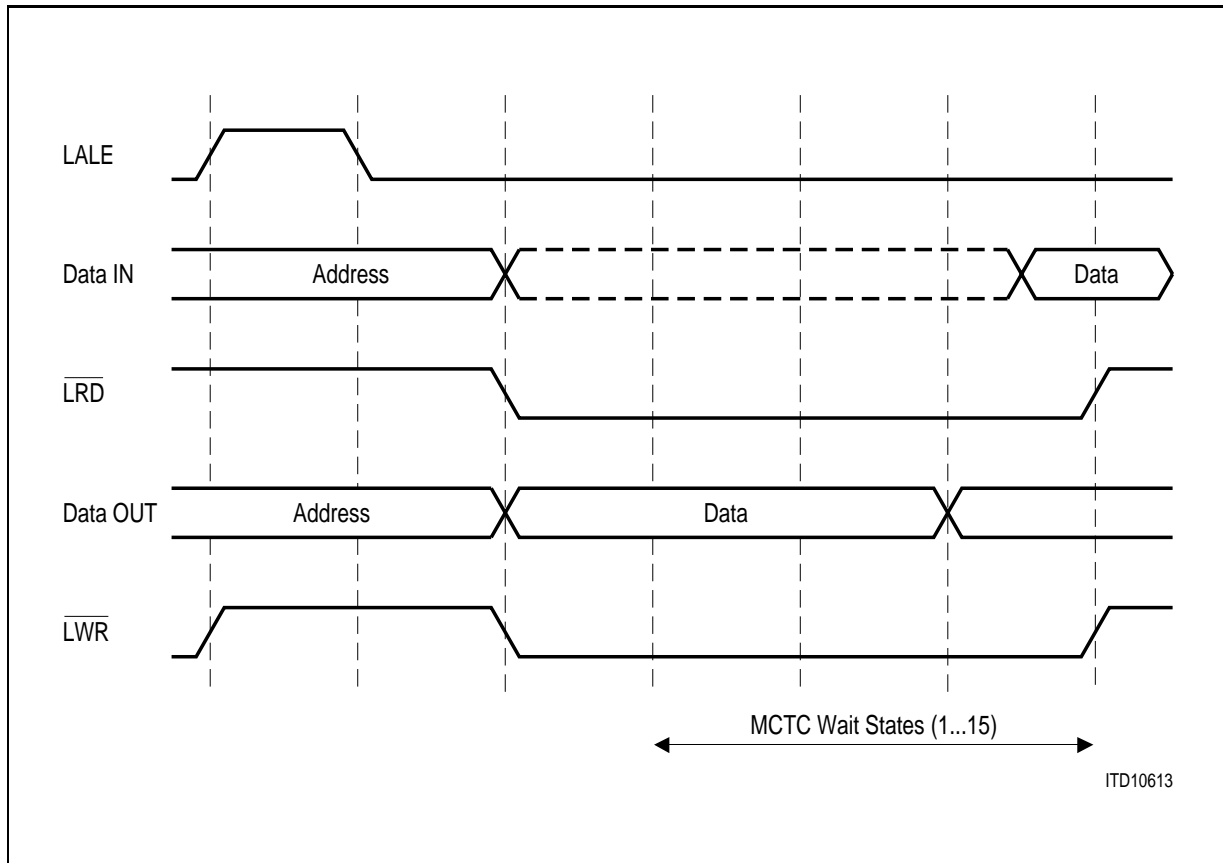 LALE
Data IN Address Data
LRD
Data OUT Address Data
LWR
MCTC Wait States (1...15)
ITD10613